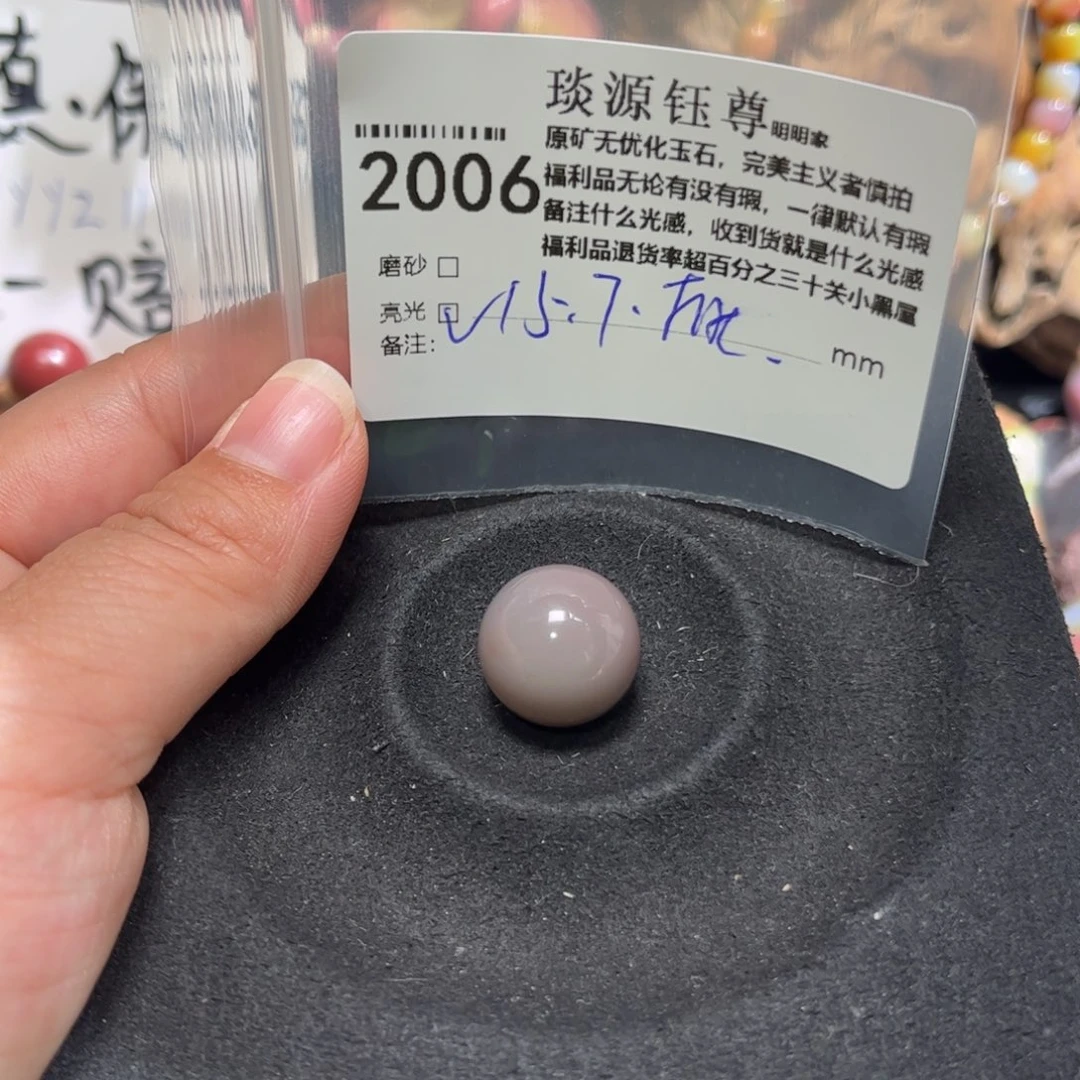 琰源钰尊明明家
原矿无优化玉石，完美主义者慎拍
2006
福利品无论有没有瑕，一律默认有瑕
备注什么光感，收到货就是什么光感
福利品退货率超百分之三十关小黑屋
磨砂 □
亮光 ☑
备注： 15.7. mm